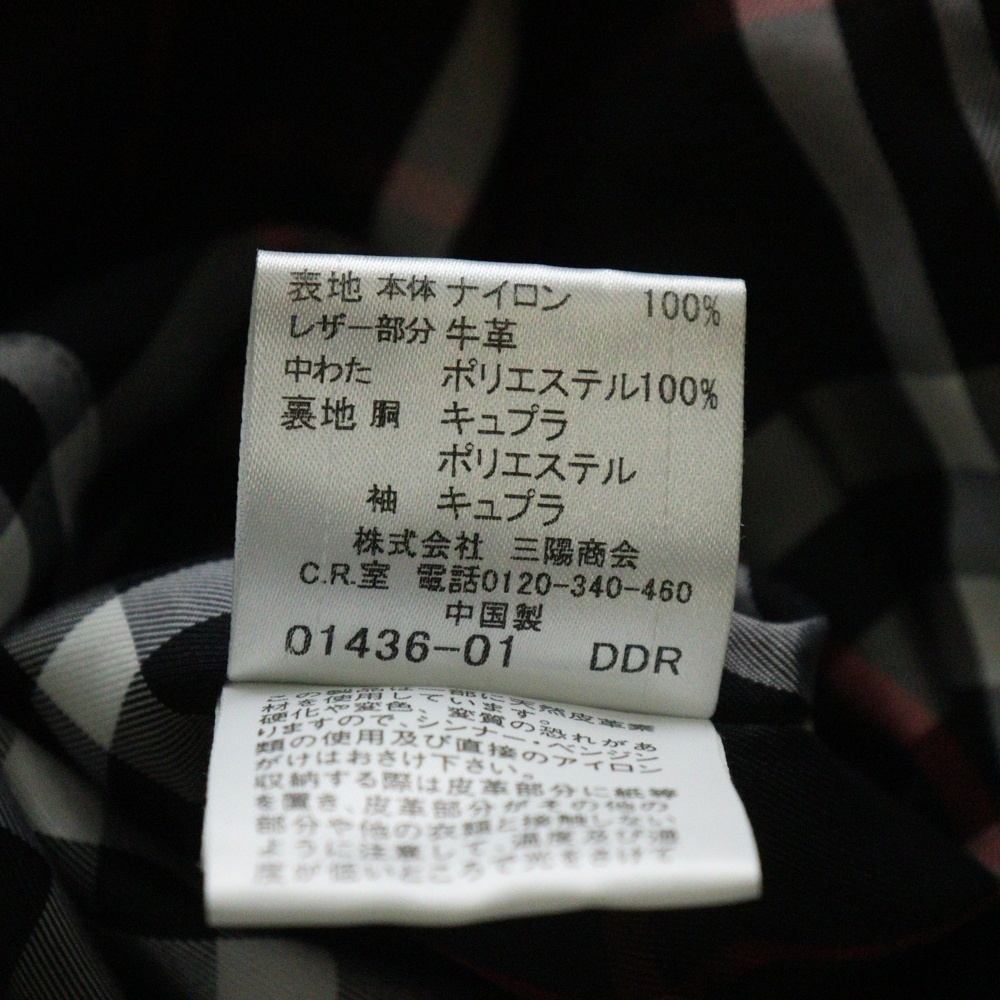 表地 本体 ナイロン 100%
レザー部分 牛革
中わた ポリエステル100%
裏地 胴 キュプラ
ポリエステル
袖 キュプラ
株式会社 三陽商会
C.R.室 電話0120-340-460
中国製
01436-01 DDR
この製品は一部に天然皮革素
材を使用しています。
硬化や変色、変質の恐れがあ
りますので、シンナー・ベンジン
類の使用及び直接のアイロン
がけはおさけ下さい。
収納する際は皮革部分に紙等
を置き、皮革部分がその他の
部分や他の衣類と接触しない
ように注意して、温度及び湿
度が低いところで光をさけて